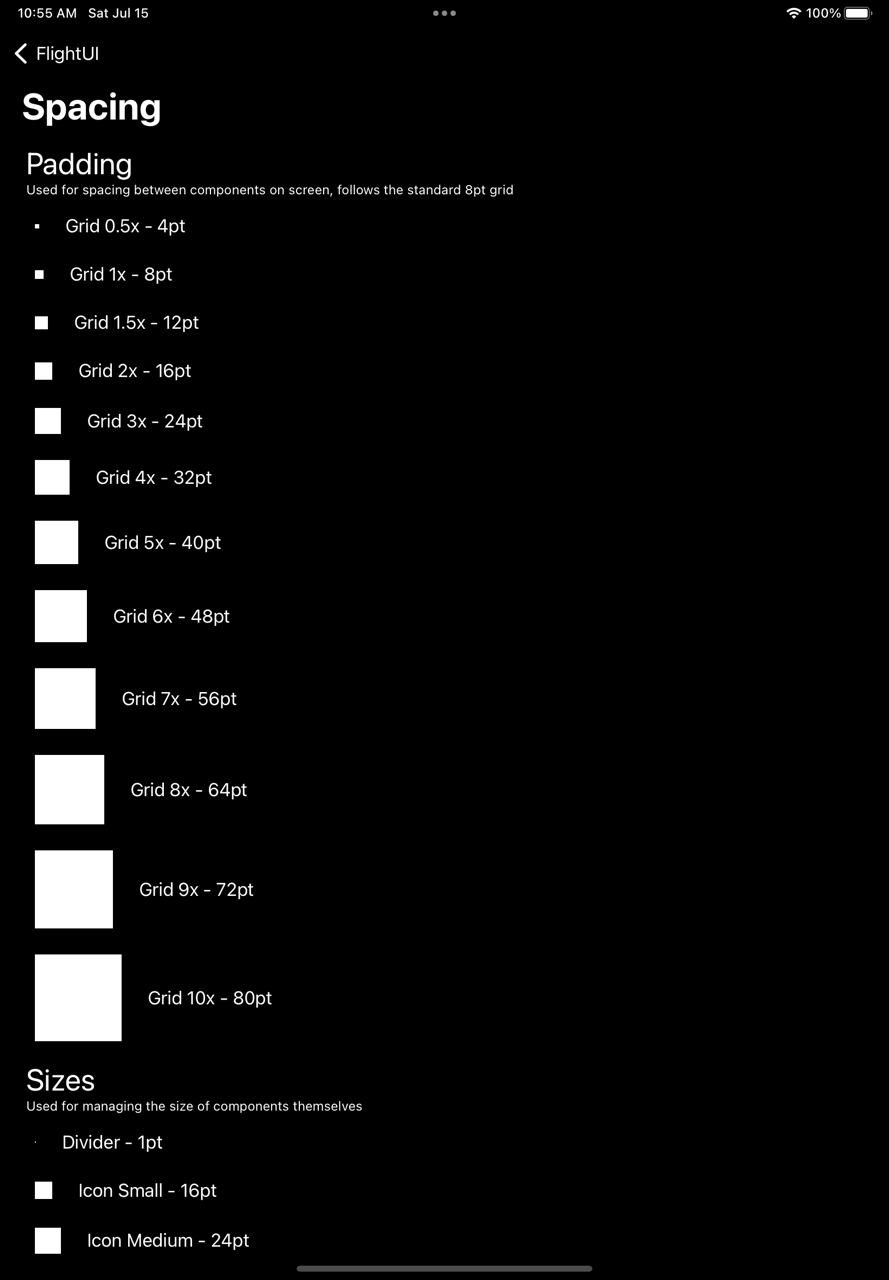 10:55 AM Sat Jul 15 100%
FlightUI
Spacing
Padding
Used for spacing between components on screen, follows the standard 8pt grid
Grid 0.5x - 4pt
Grid 1x - 8pt
Grid 1.5x - 12pt
Grid 2x - 16pt
Grid 3x - 24pt
Grid 4x - 32pt
Grid 5x - 40pt
Grid 6x - 48pt
Grid 7x - 56pt
Grid 8x - 64pt
Grid 9x - 72pt
Grid 10x - 80pt
Sizes
Used for managing the size of components themselves
Divider - 1pt
Icon Small - 16pt
Icon Medium - 24pt